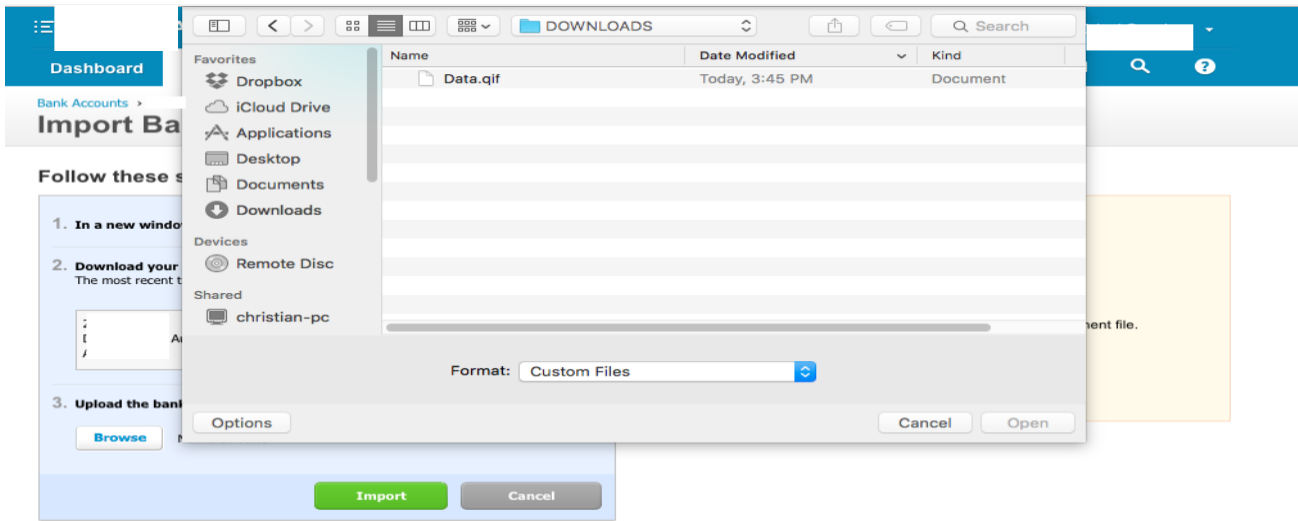 DOWNLOADS
Search
Dashboard
Favorites
Name
Date Modified
Kind
Dropbox
Data.qif
Today, 3:45 PM
Document
Bank Accounts ›
iCloud Drive
Import Ba
Applications
Desktop
Follow these s
Documents
Downloads
1. In a new windo
Devices
2. Download your
Remote Disc
The most recent t
Shared
christian-pc
nent file.
Format:
Custom Files
3. Upload the bank
Options
Cancel
Open
Browse
Import
Cancel